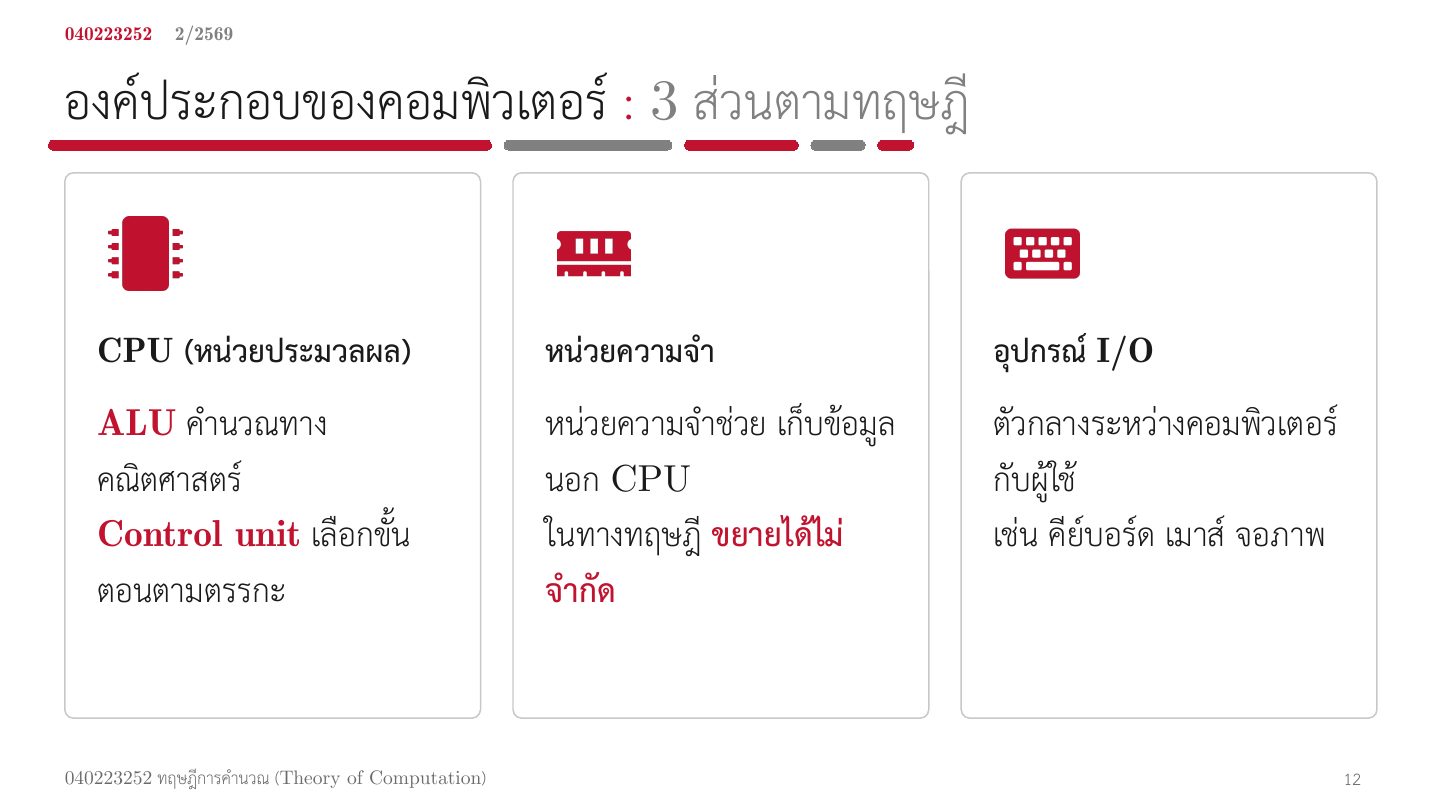 040223252 2/2569
องค์ประกอบของคอมพิวเตอร์ : 3 ส่วนตามทฤษฎี
CPU (หน่วยประมวลผล)
ALU คำนวณทาง
คณิตศาสตร์
Control unit เลือกขั้น
ตอนตามตรรกะ
หน่วยความจำ
หน่วยความจำช่วย เก็บข้อมูล
นอก CPU
ในทางทฤษฎี ขยายได้ไม่
จำกัด
อุปกรณ์ I/O
ตัวกลางระหว่างคอมพิวเตอร์
กับผู้ใช้
เช่น คีย์บอร์ด เมาส์ จอภาพ
040223252 ทฤษฎีการคำนวณ (Theory of Computation)
12